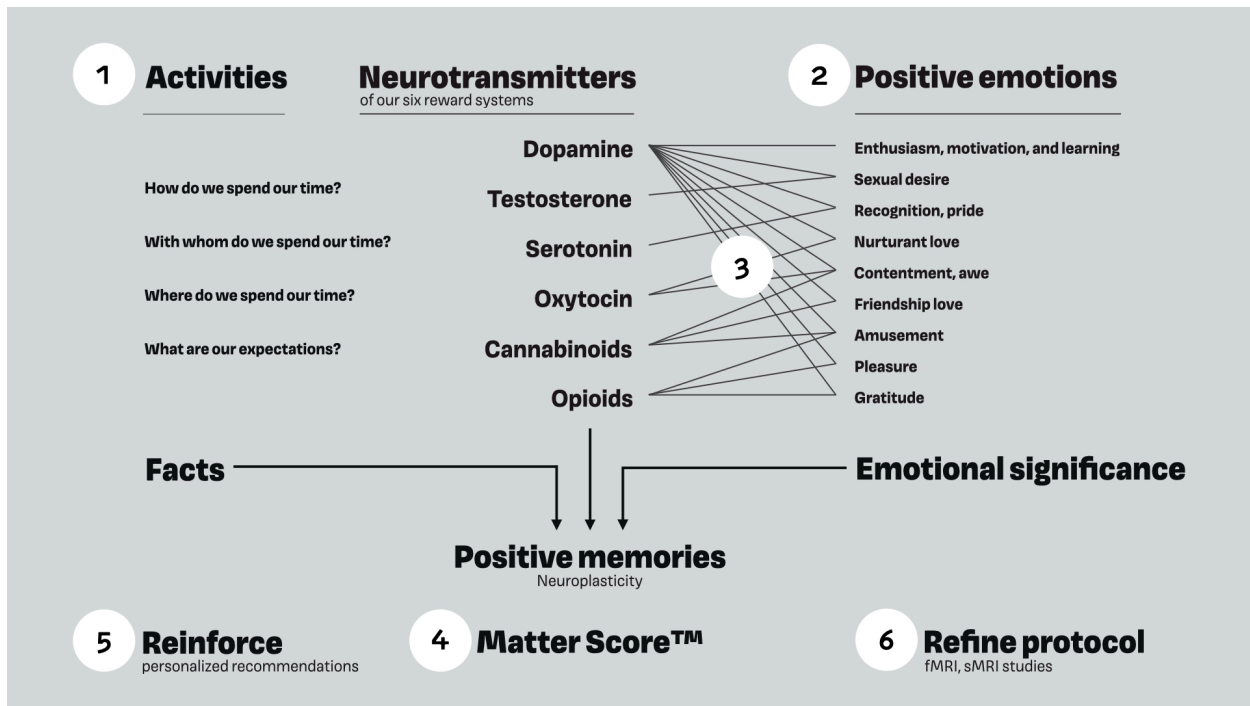 1 Activities
Neurotransmitters
of our six reward systems
2 Positive emotions
How do we spend our time?
With whom do we spend our time?
Where do we spend our time?
What are our expectations?
Dopamine
Testosterone
Serotonin
Oxytocin
Cannabinoids
Opioids
3
Enthusiasm, motivation, and learning
Sexual desire
Recognition, pride
Nurturant love
Contentment, awe
Friendship love
Amusement
Pleasure
Gratitude
Facts
Emotional significance
Positive memories
Neuroplasticity
5 Reinforce
personalized recommendations
4 Matter Score™
6 Refine protocol
fMRI, sMRI studies